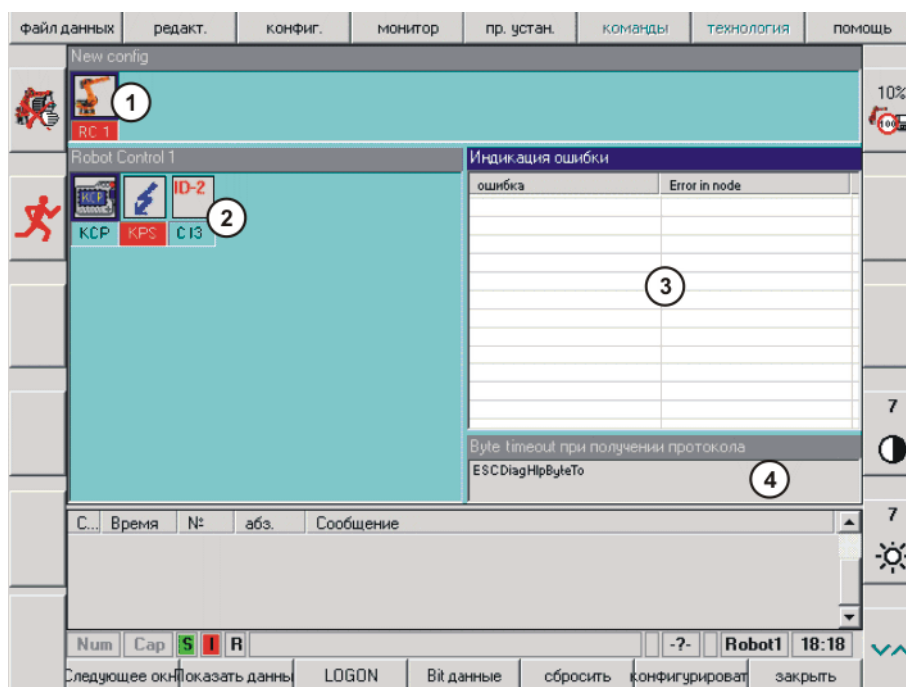 файл данных редакт. конфиг. монитор пр. устан. команды технология помощь
New config
1
RC 1
10%
100
Robot Control 1
Индикация ошибки
ошибка Error in node
KCP
ID-2
2
KCP KPS CI3
3
7
Byte timeout при получении протокола
ESCDiagHlpByteTo
4
7
С... Время № абз. Сообщение
Num Cap S I R -?- Robot1 18:18
Следующее окн Показать данны LOGON Bit данные сбросить конфигурироват закрыть